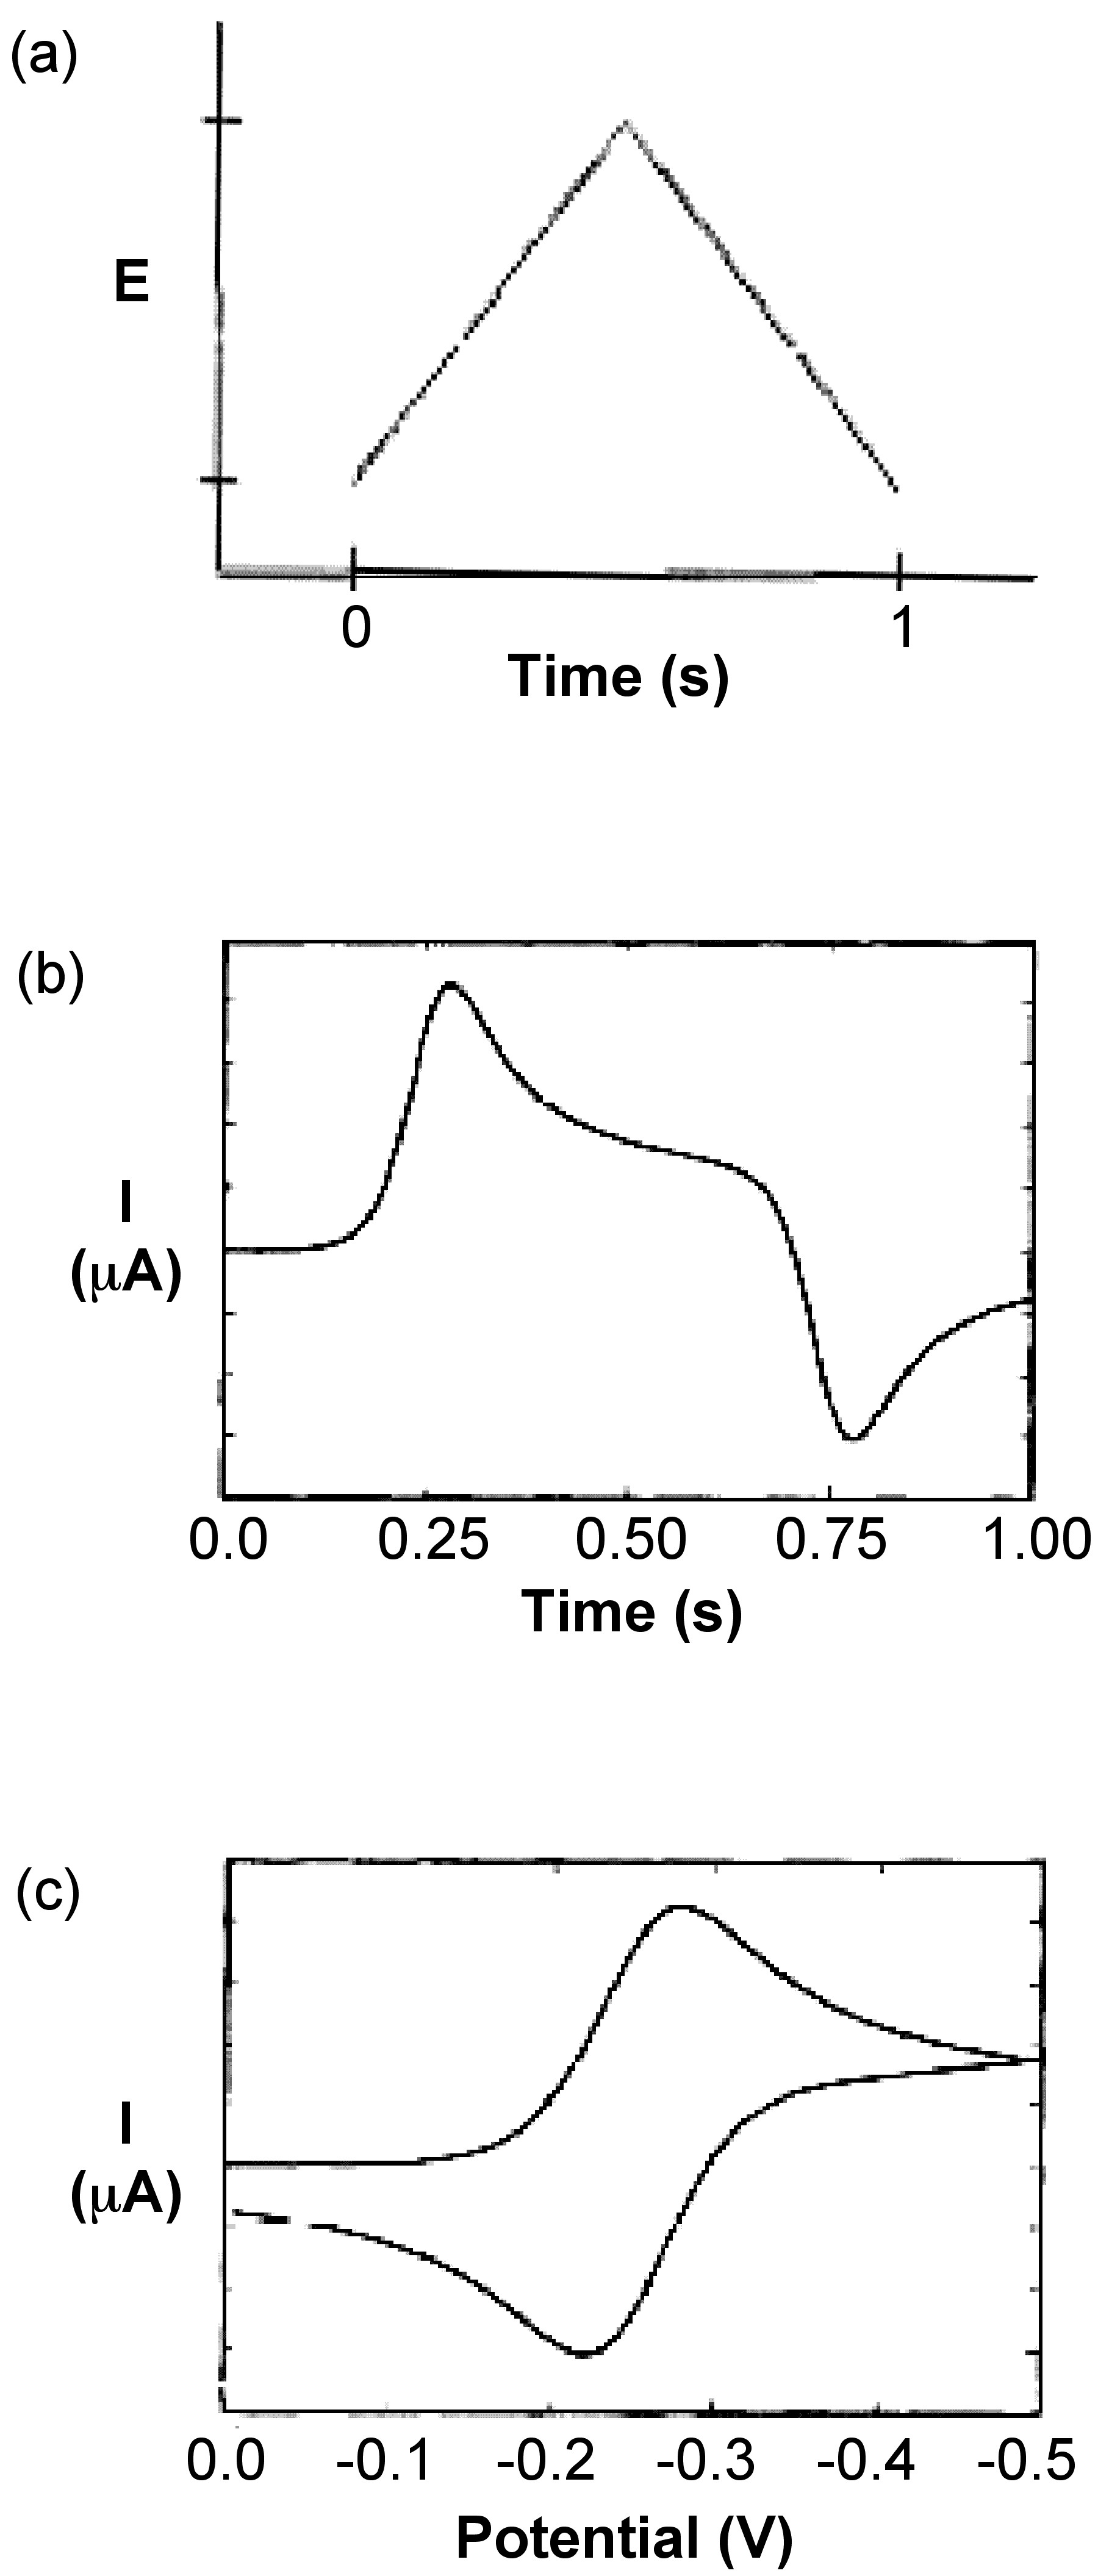 (a)
E
0 1
Time (s)
(b)
I
(μA)
0.0 0.25 0.50 0.75 1.00
Time (s)
(c)
I
(μA)
0.0 -0.1 -0.2 -0.3 -0.4 -0.5
Potential (V)